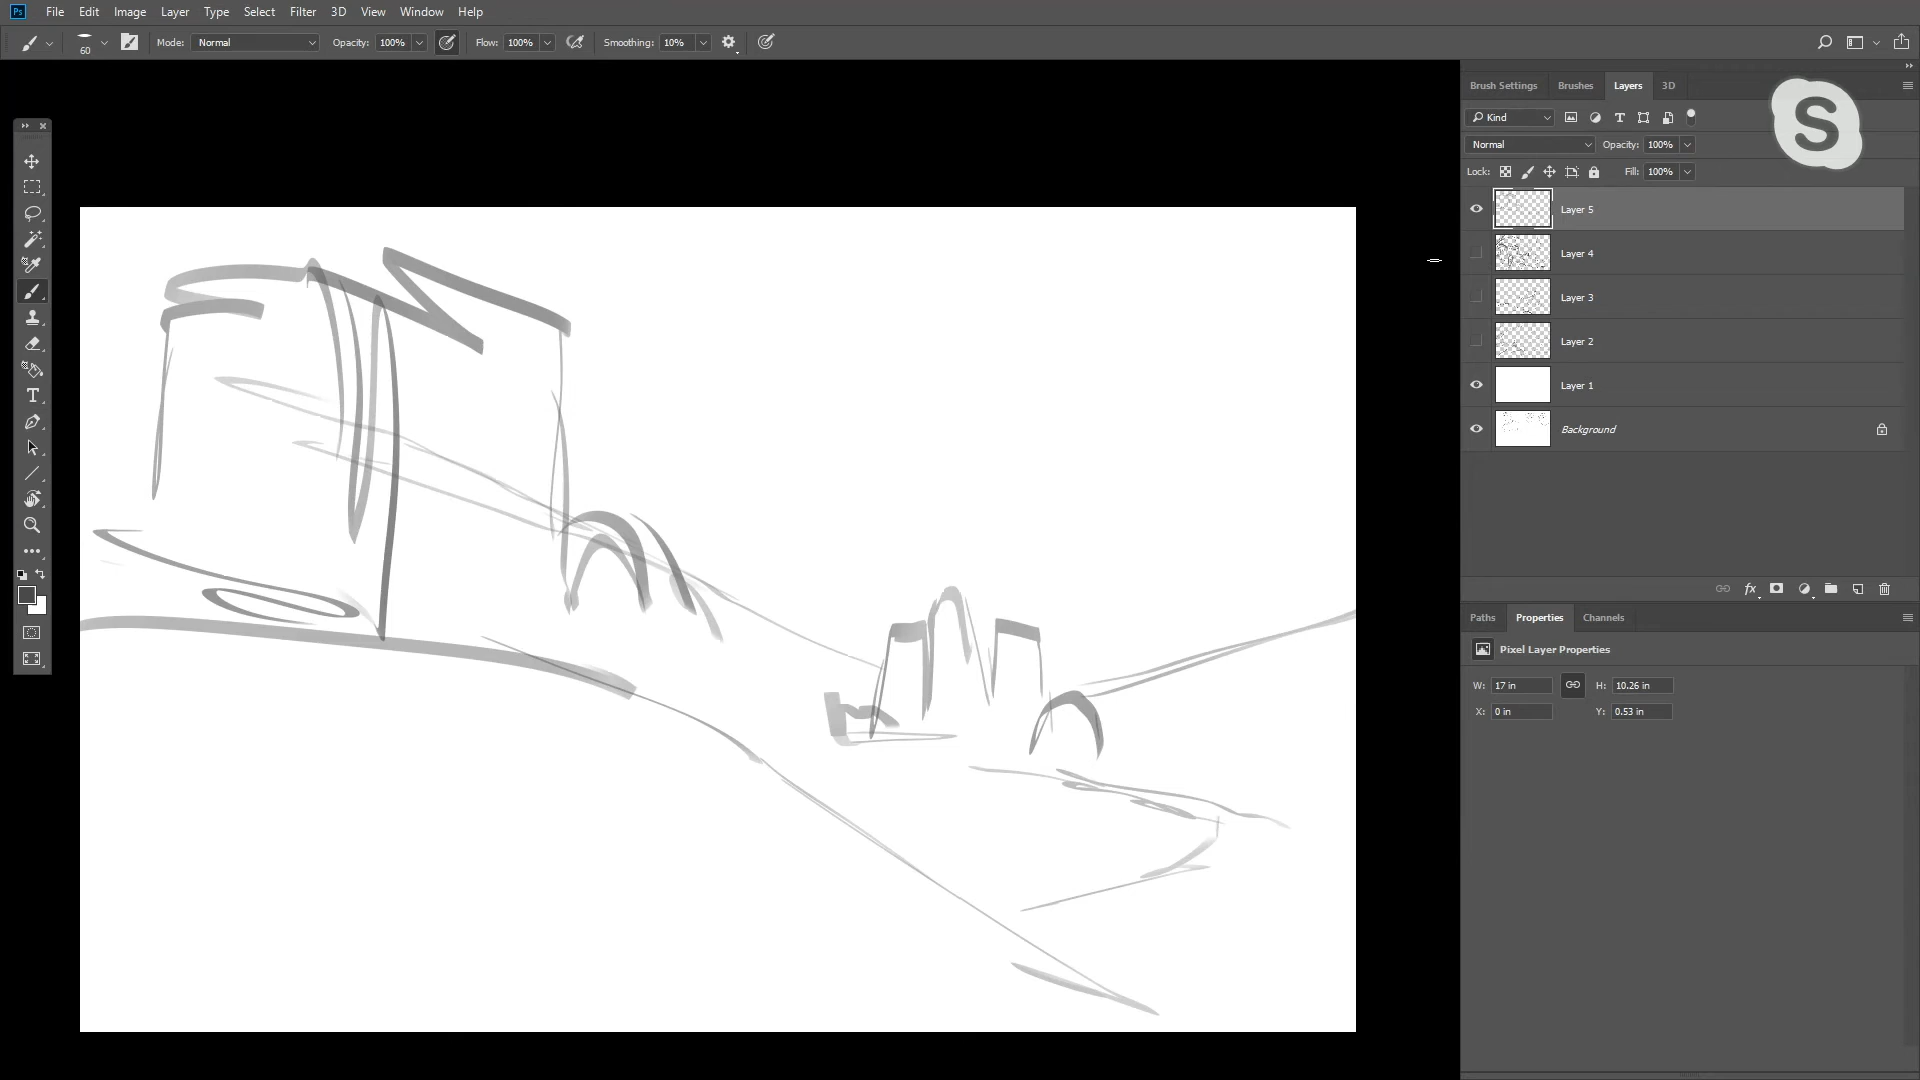 Ps File Edit Image Layer Type Select Filter 3D View Window Help
60 Mode: Normal Opacity: 100% Flow: 100% Smoothing: 10%
Brush Settings Brushes Layers 3D
Kind
Normal Opacity: 100%
Lock: Fill: 100%
S
Layer 5
Layer 4
Layer 3
Layer 2
Layer 1
Background
fx
Paths Properties Channels
Pixel Layer Properties
W: 17 in H: 10.26 in
X: 0 in Y: 0.53 in